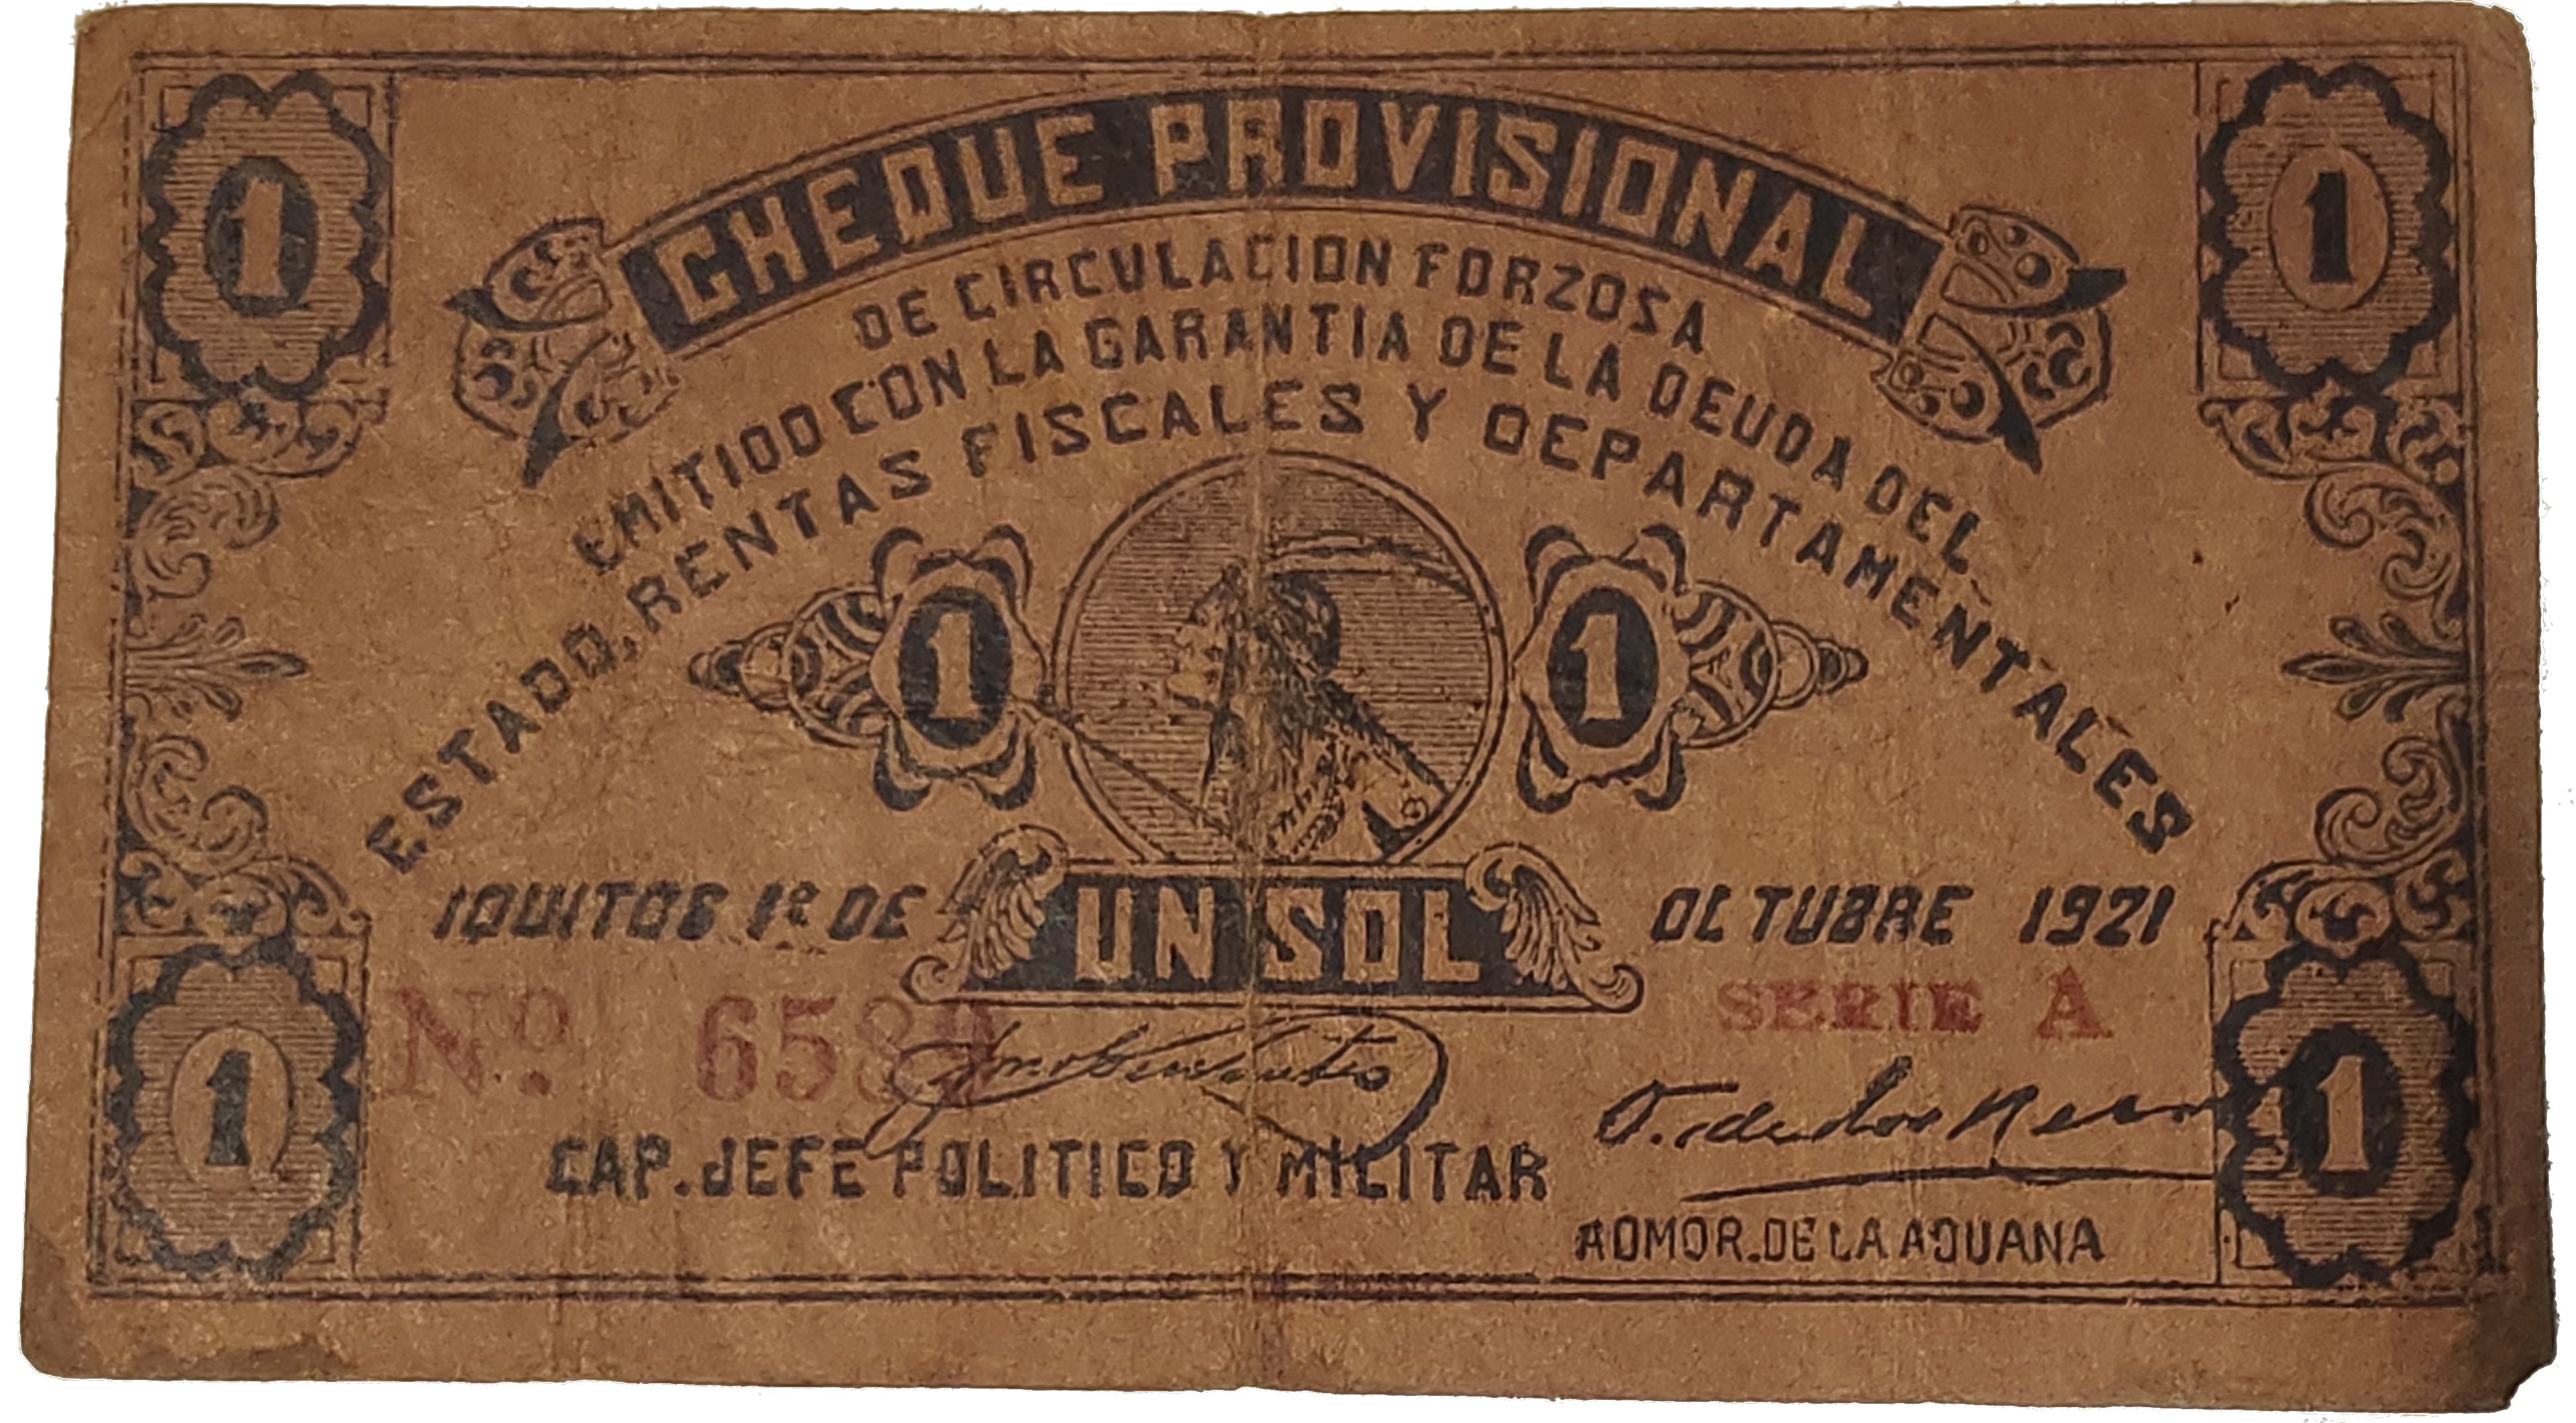 1 1
CHEQUE PROVISIONAL
DE CIRCULACION FORZOSA
EMITIDO CON LA GARANTIA DE LA DEUDA DEL
ESTADO, RENTAS FISCALES Y DEPARTAMENTALES
1 1
IQUITOS 1º DE OCTUBRE 1921
UN SOL
Nº. SERIE A
CAP. JEFE POLITICO Y MILITAR
ADMOR. DE LA ADUANA
1 1